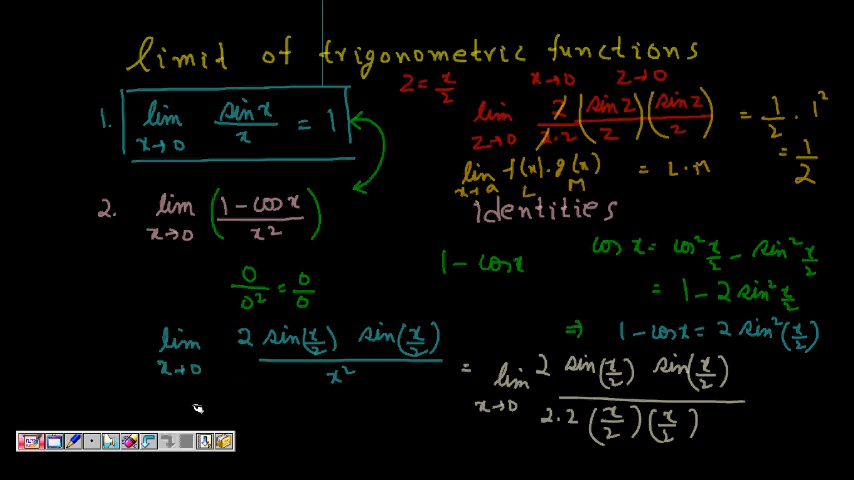 limid of trigonometric functions
1. lim x→0 sin x / x = 1
z = x/2
x→0 z→0
lim z→0 2/(2·2) (sin z / z) (sin z / z) = 1/2 · 1²
= 1/2
lim x→a f(x)·g(x) = L·M
L M
2. lim x→0 (1 - cos x / x²)
Identities
1 - cos x
cos x = cos² x/2 - sin² x/2
= 1 - 2 sin² x/2
0/0² = 0/0
⇒ 1 - cos x = 2 sin² (x/2)
lim x→0 2 sin(x/2) sin(x/2) / x²
= lim x→0 2 sin(x/2) sin(x/2) / 2.2 (x/2) (x/2)